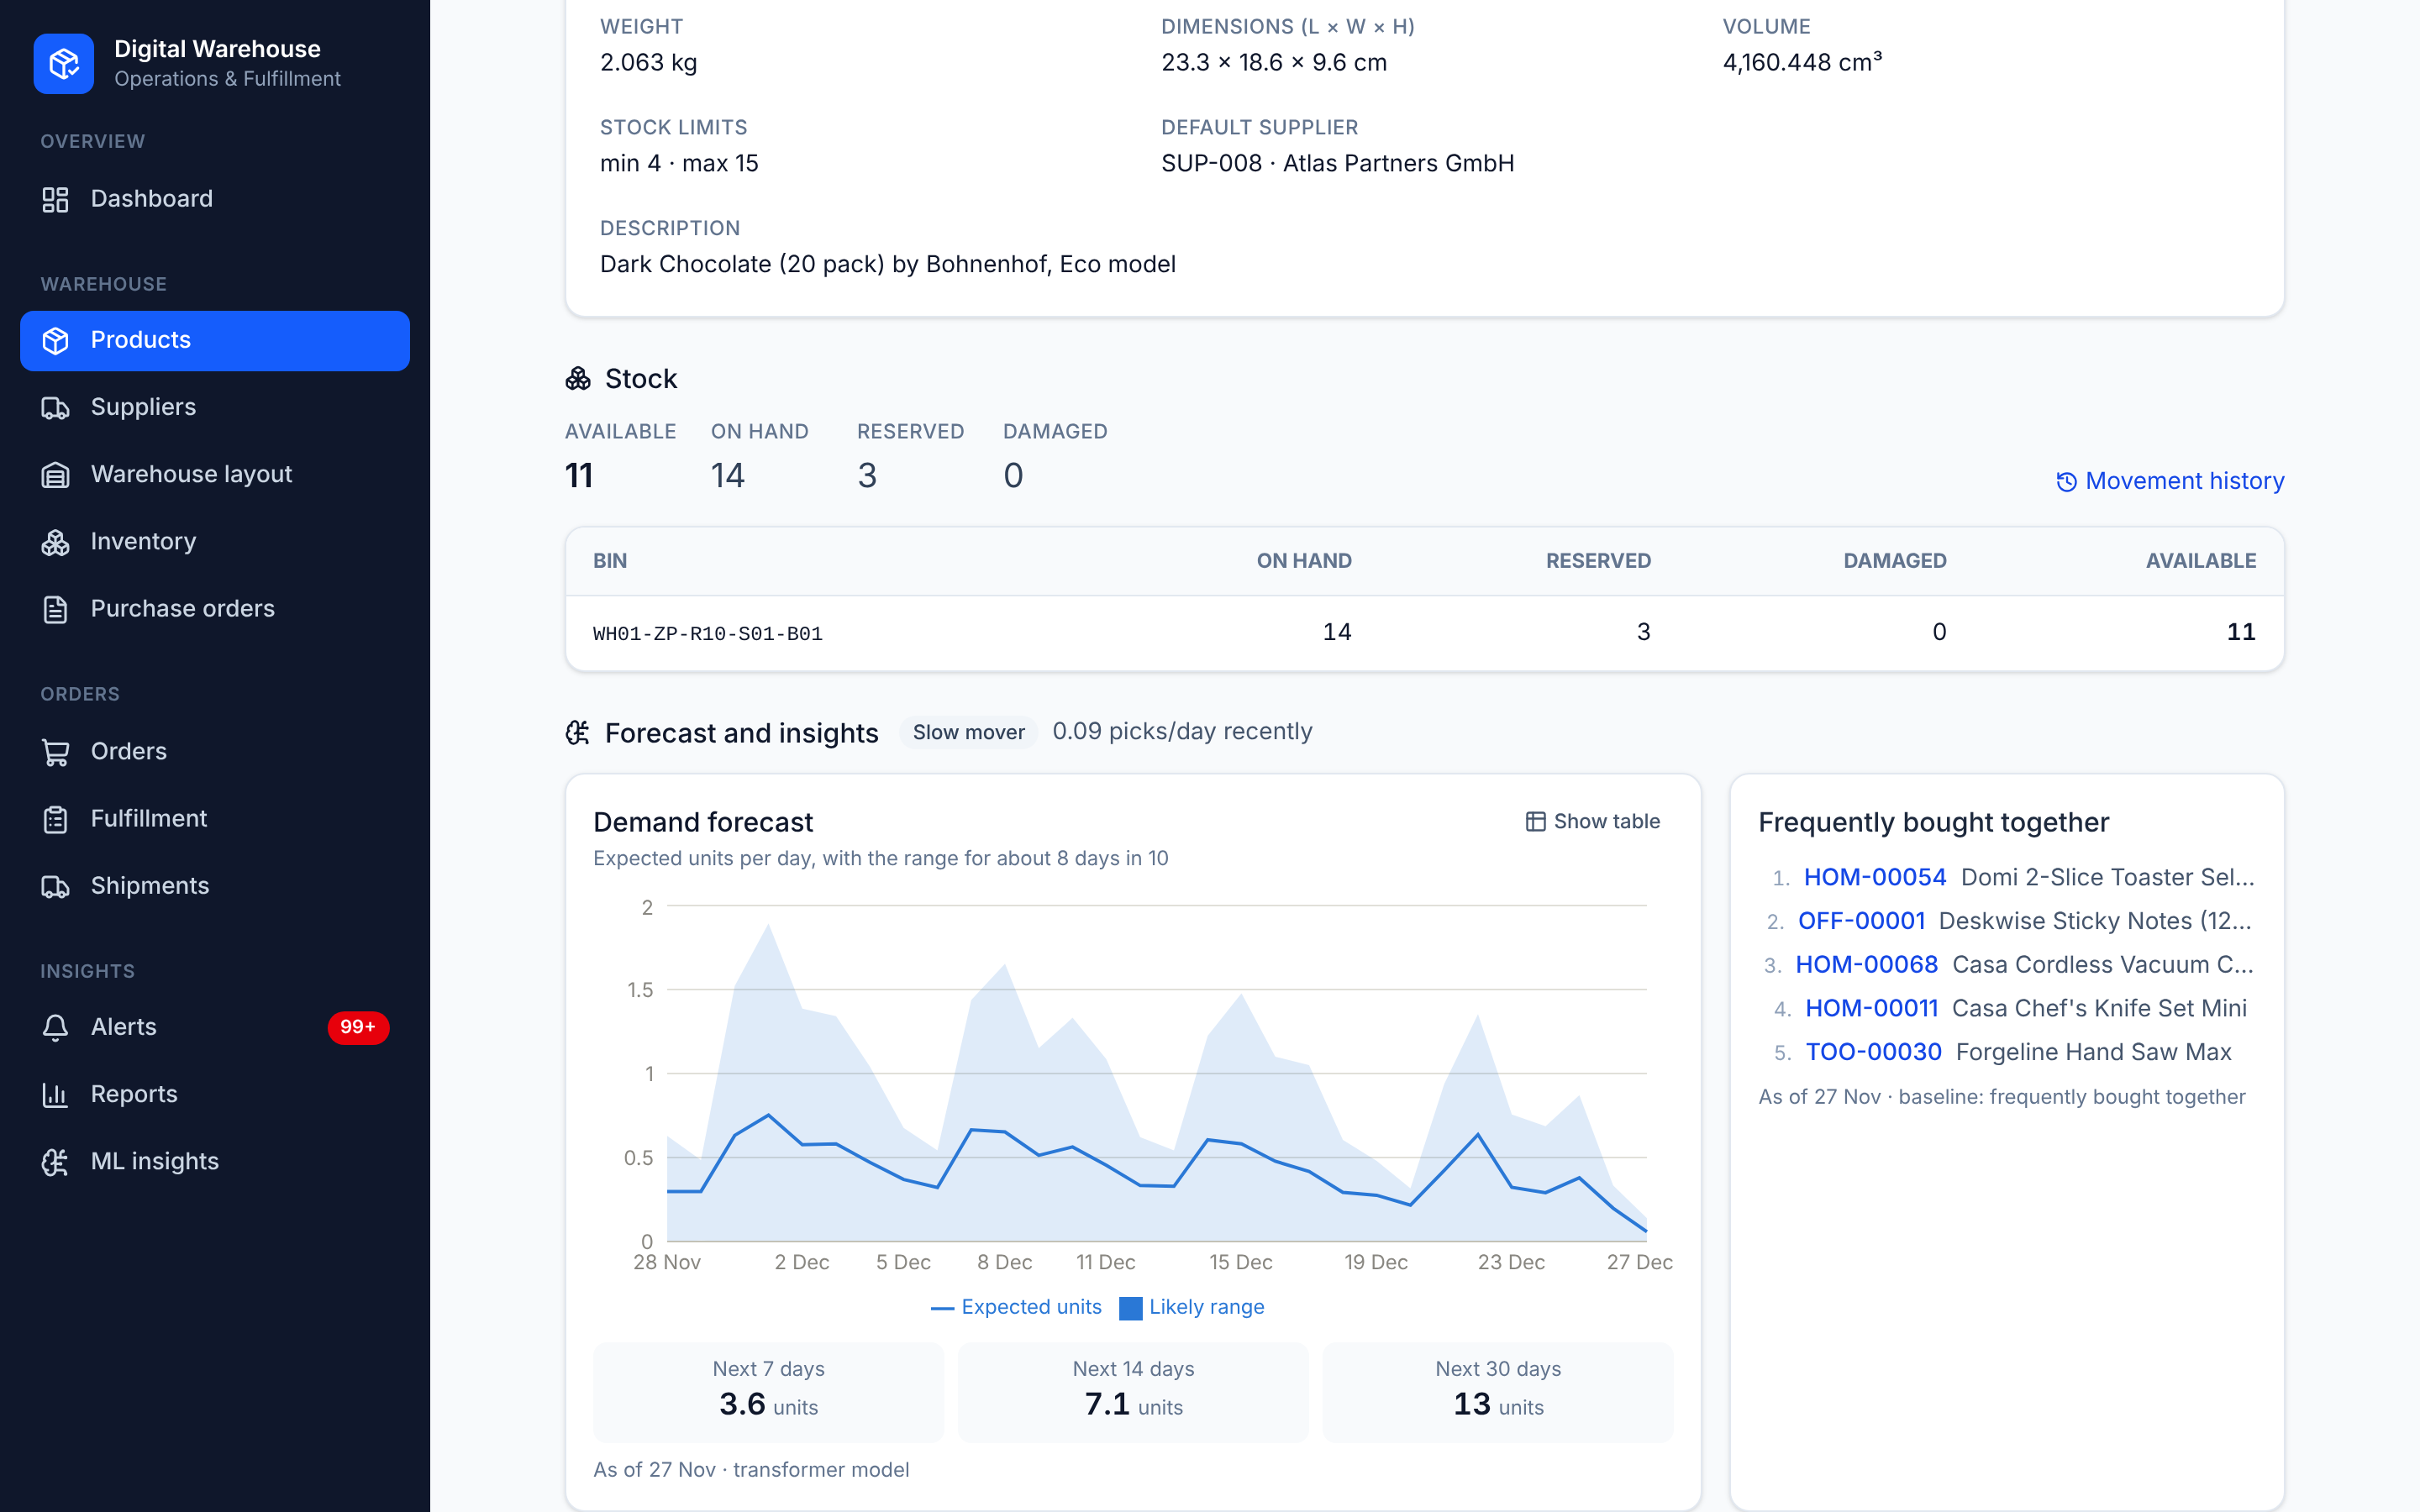 Digital Warehouse
Operations & Fulfillment
OVERVIEW
Dashboard
WAREHOUSE
Products
Suppliers
Warehouse layout
Inventory
Purchase orders
ORDERS
Orders
Fulfillment
Shipments
INSIGHTS
Alerts 99+
Reports
ML insights
WEIGHT DIMENSIONS (L × W × H) VOLUME
2.063 kg 23.3 × 18.6 × 9.6 cm 4,160.448 cm³
STOCK LIMITS DEFAULT SUPPLIER
min 4 · max 15 SUP-008 · Atlas Partners GmbH
DESCRIPTION
Dark Chocolate (20 pack) by Bohnenhof, Eco model
Stock
AVAILABLE ON HAND RESERVED DAMAGED
11 14 3 0
Movement history
BIN ON HAND RESERVED DAMAGED AVAILABLE
WH01-ZP-R10-S01-B01 14 3 0 11
Forecast and insights Slow mover 0.09 picks/day recently
Demand forecast Show table
Expected units per day, with the range for about 8 days in 10
2
1.5
1
0.5
0
28 Nov 2 Dec 5 Dec 8 Dec 11 Dec 15 Dec 19 Dec 23 Dec 27 Dec
Expected units Likely range
Next 7 days Next 14 days Next 30 days
3.6 units 7.1 units 13 units
As of 27 Nov · transformer model
Frequently bought together
1. HOM-00054 Domi 2-Slice Toaster Sel...
2. OFF-00001 Deskwise Sticky Notes (12...
3. HOM-00068 Casa Cordless Vacuum C...
4. HOM-00011 Casa Chef's Knife Set Mini
5. TOO-00030 Forgeline Hand Saw Max
As of 27 Nov · baseline: frequently bought together